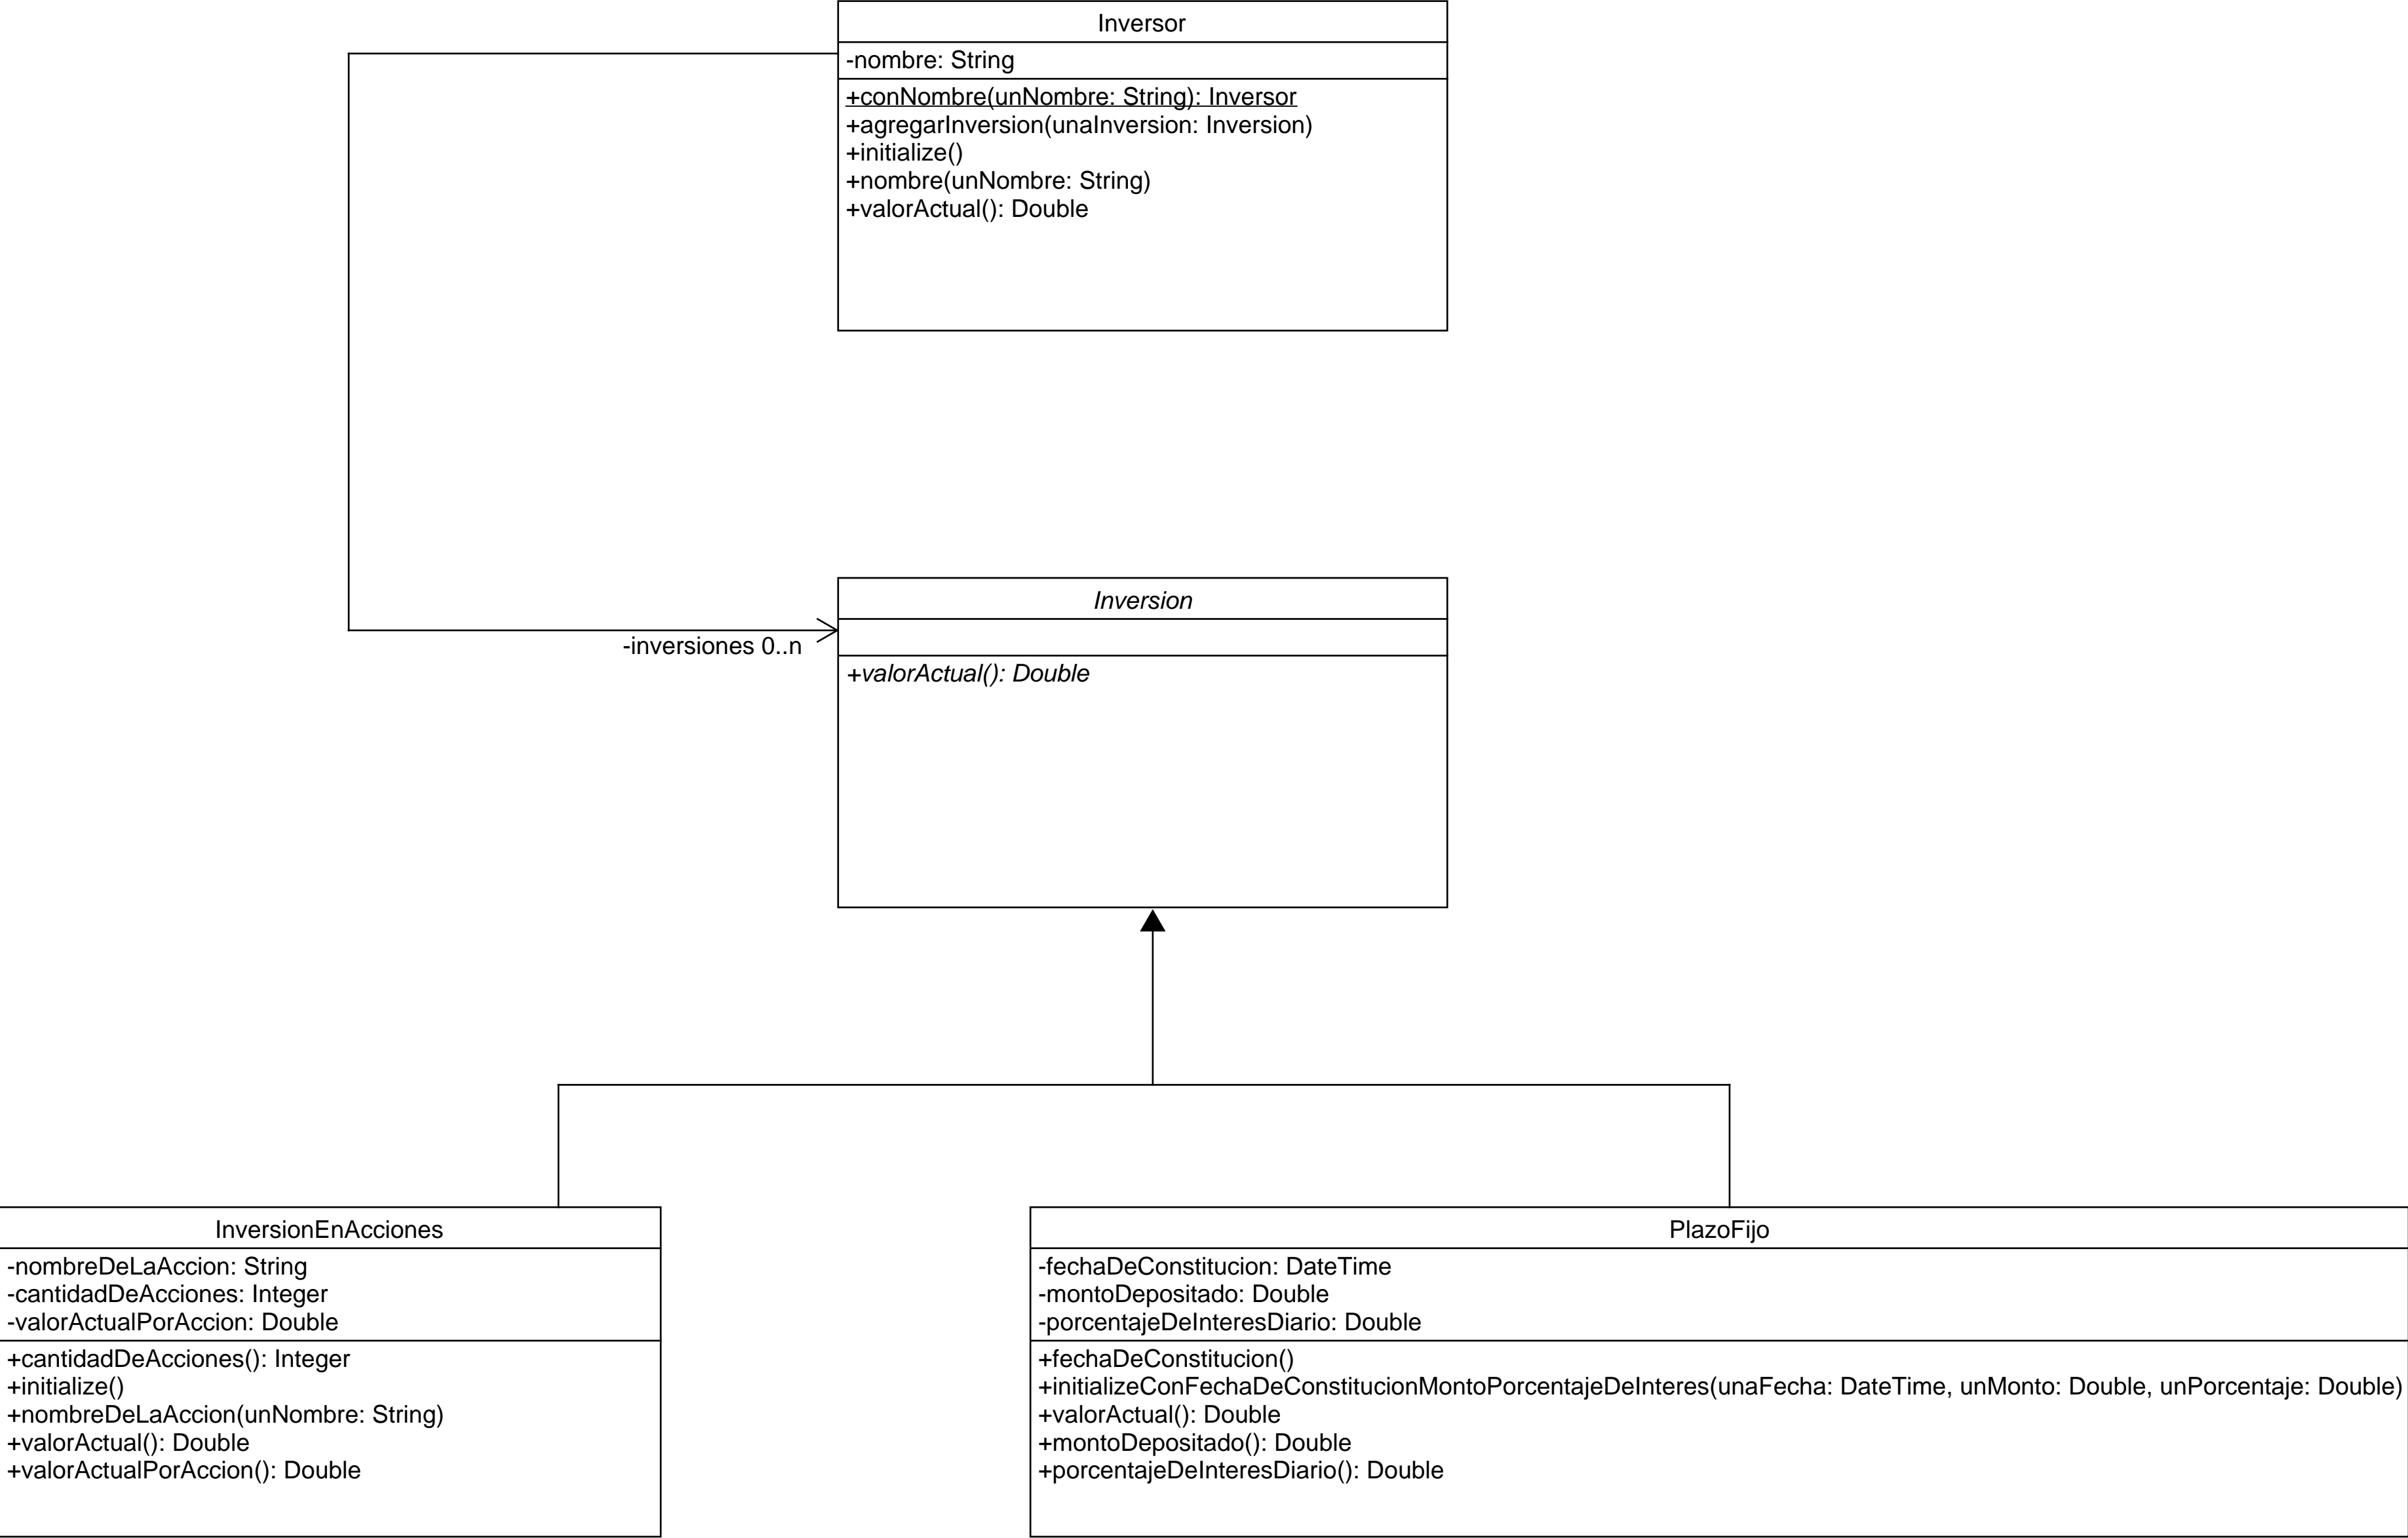 Inversor
-nombre: String
+conNombre(unNombre: String): Inversor
+agregarInversion(unaInversion: Inversion)
+initialize()
+nombre(unNombre: String)
+valorActual(): Double
Inversion
-inversiones 0..n
+valorActual(): Double
InversionEnAcciones
-nombreDeLaAccion: String
-cantidadDeAcciones: Integer
-valorActualPorAccion: Double
+cantidadDeAcciones(): Integer
+initialize()
+nombreDeLaAccion(unNombre: String)
+valorActual(): Double
+valorActualPorAccion(): Double
PlazoFijo
-fechaDeConstitucion: DateTime
-montoDepositado: Double
-porcentajeDeInteresDiario: Double
+fechaDeConstitucion()
+initializeConFechaDeConstitucionMontoPorcentajeDeInteres(unaFecha: DateTime, unMonto: Double, unPorcentaje: Double)
+valorActual(): Double
+montoDepositado(): Double
+porcentajeDeInteresDiario(): Double